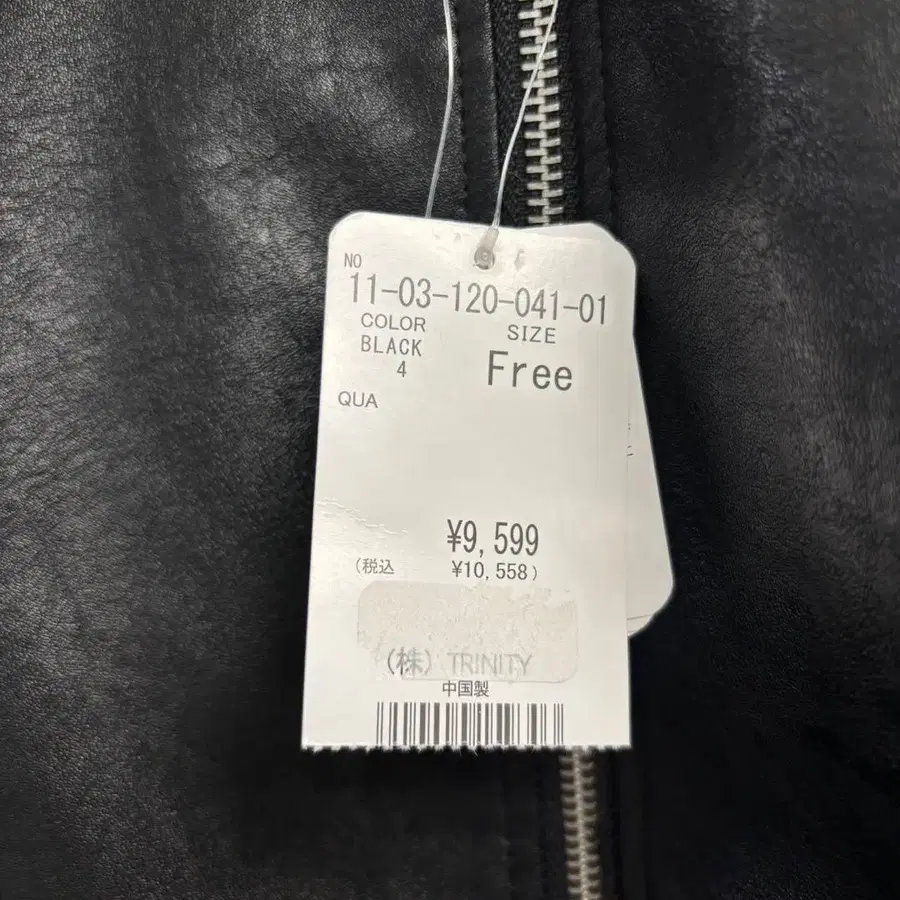 NO
11-03-120-041-01
COLOR SIZE
BLACK Free
4
QUA
¥9,599
(税込 ¥10,558)
(株) TRINITY
中国製